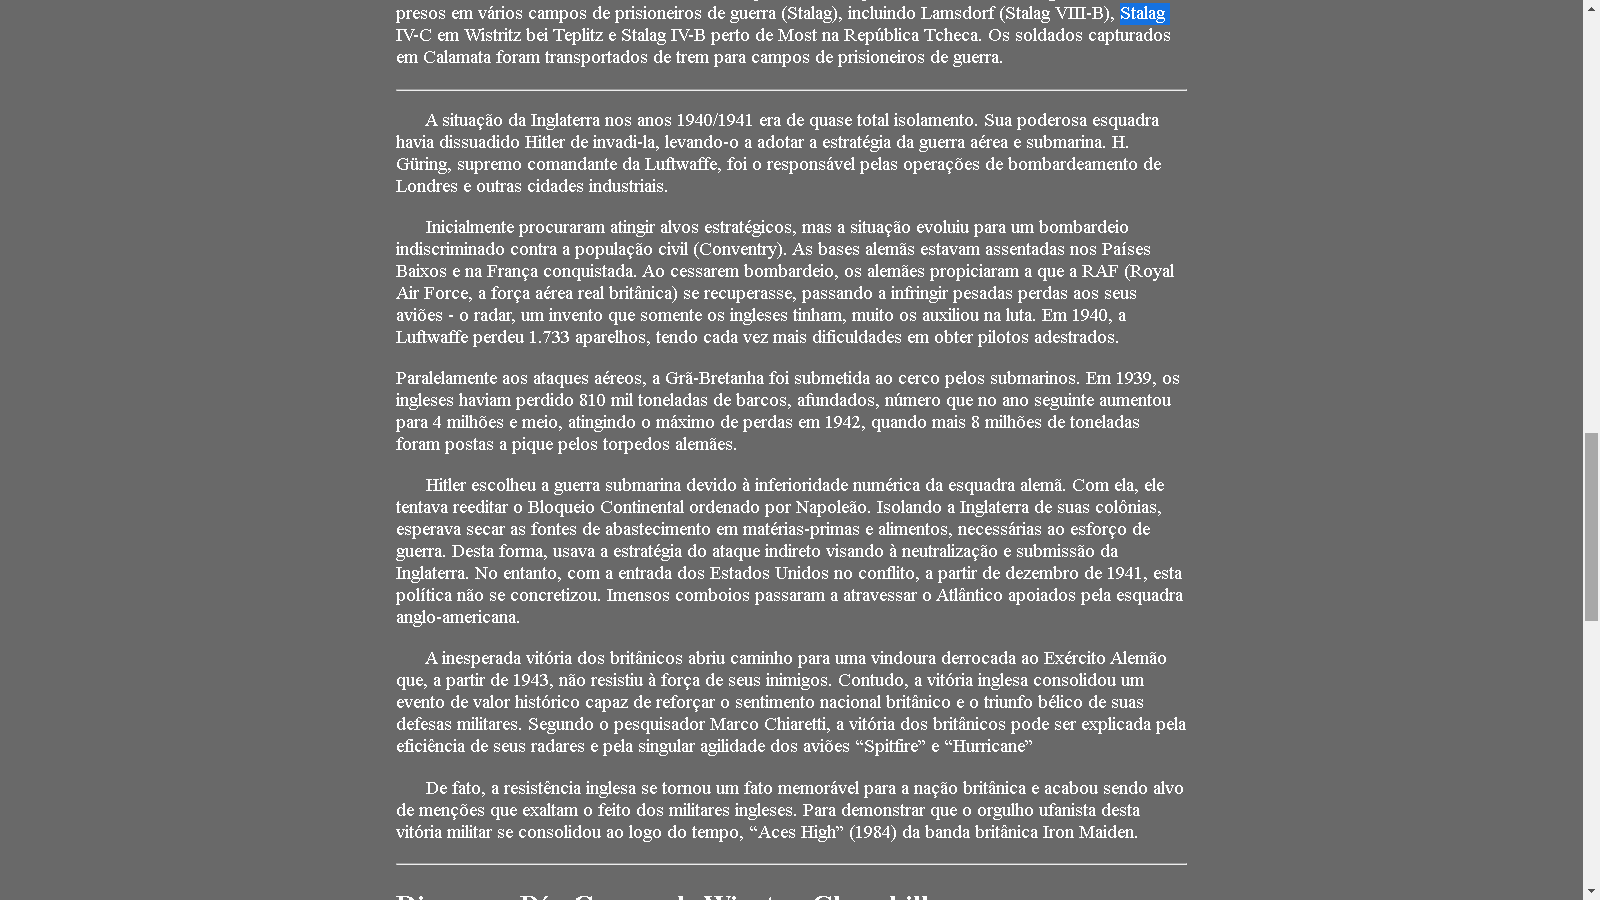 presos em vários campos de prisioneiros de guerra (Stalag), incluindo Lamsdorf (Stalag VIII-B), Stalag
IV-C em Wistritz bei Teplitz e Stalag IV-B perto de Most na República Tcheca. Os soldados capturados
em Calamata foram transportados de trem para campos de prisioneiros de guerra.
A situação da Inglaterra nos anos 1940/1941 era de quase total isolamento. Sua poderosa esquadra
havia dissuadido Hitler de invadi-la, levando-o a adotar a estratégia da guerra aérea e submarina. H.
Güring, supremo comandante da Luftwaffe, foi o responsável pelas operações de bombardeamento de
Londres e outras cidades industriais.
Inicialmente procuraram atingir alvos estratégicos, mas a situação evoluiu para um bombardeio
indiscriminado contra a população civil (Conventry). As bases alemãs estavam assentadas nos Países
Baixos e na França conquistada. Ao cessarem bombardeio, os alemães propiciaram a que a RAF (Royal
Air Force, a força aérea real britânica) se recuperasse, passando a infringir pesadas perdas aos seus
aviões - o radar, um invento que somente os ingleses tinham, muito os auxiliou na luta. Em 1940, a
Luftwaffe perdeu 1.733 aparelhos, tendo cada vez mais dificuldades em obter pilotos adestrados.
Paralelamente aos ataques aéreos, a Grã-Bretanha foi submetida ao cerco pelos submarinos. Em 1939, os
ingleses haviam perdido 810 mil toneladas de barcos, afundados, número que no ano seguinte aumentou
para 4 milhões e meio, atingindo o máximo de perdas em 1942, quando mais 8 milhões de toneladas
foram postas a pique pelos torpedos alemães.
Hitler escolheu a guerra submarina devido à inferioridade numérica da esquadra alemã. Com ela, ele
tentava reeditar o Bloqueio Continental ordenado por Napoleão. Isolando a Inglaterra de suas colônias,
esperava secar as fontes de abastecimento em matérias-primas e alimentos, necessárias ao esforço de
guerra. Desta forma, usava a estratégia do ataque indireto visando à neutralização e submissão da
Inglaterra. No entanto, com a entrada dos Estados Unidos no conflito, a partir de dezembro de 1941, esta
política não se concretizou. Imensos comboios passaram a atravessar o Atlântico apoiados pela esquadra
anglo-americana.
A inesperada vitória dos britânicos abriu caminho para uma vindoura derrocada ao Exército Alemão
que, a partir de 1943, não resistiu à força de seus inimigos. Contudo, a vitória inglesa consolidou um
evento de valor histórico capaz de reforçar o sentimento nacional britânico e o triunfo bélico de suas
defesas militares. Segundo o pesquisador Marco Chiaretti, a vitória dos britânicos pode ser explicada pela
eficiência de seus radares e pela singular agilidade dos aviões “Spitfire” e “Hurricane”
De fato, a resistência inglesa se tornou um fato memorável para a nação britânica e acabou sendo alvo
de menções que exaltam o feito dos militares ingleses. Para demonstrar que o orgulho ufanista desta
vitória militar se consolidou ao logo do tempo, “Aces High” (1984) da banda britânica Iron Maiden.